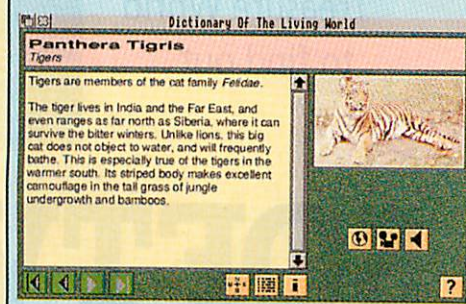 Dictionary Of The Living World
Panthera Tigris
Tigers
Tigers are members of the cat family Felidae.
The tiger lives in India and the Far East, and
even ranges as far north as Siberia, where it can
survive the bitter winters. Unlike lions, this big
cat does not object to water, and will frequently
bathe. This is especially true of the tigers in the
warmer south. Its striped body makes excellent
camouflage in the tall grass of jungle
undergrowth and bamboos.
i
?